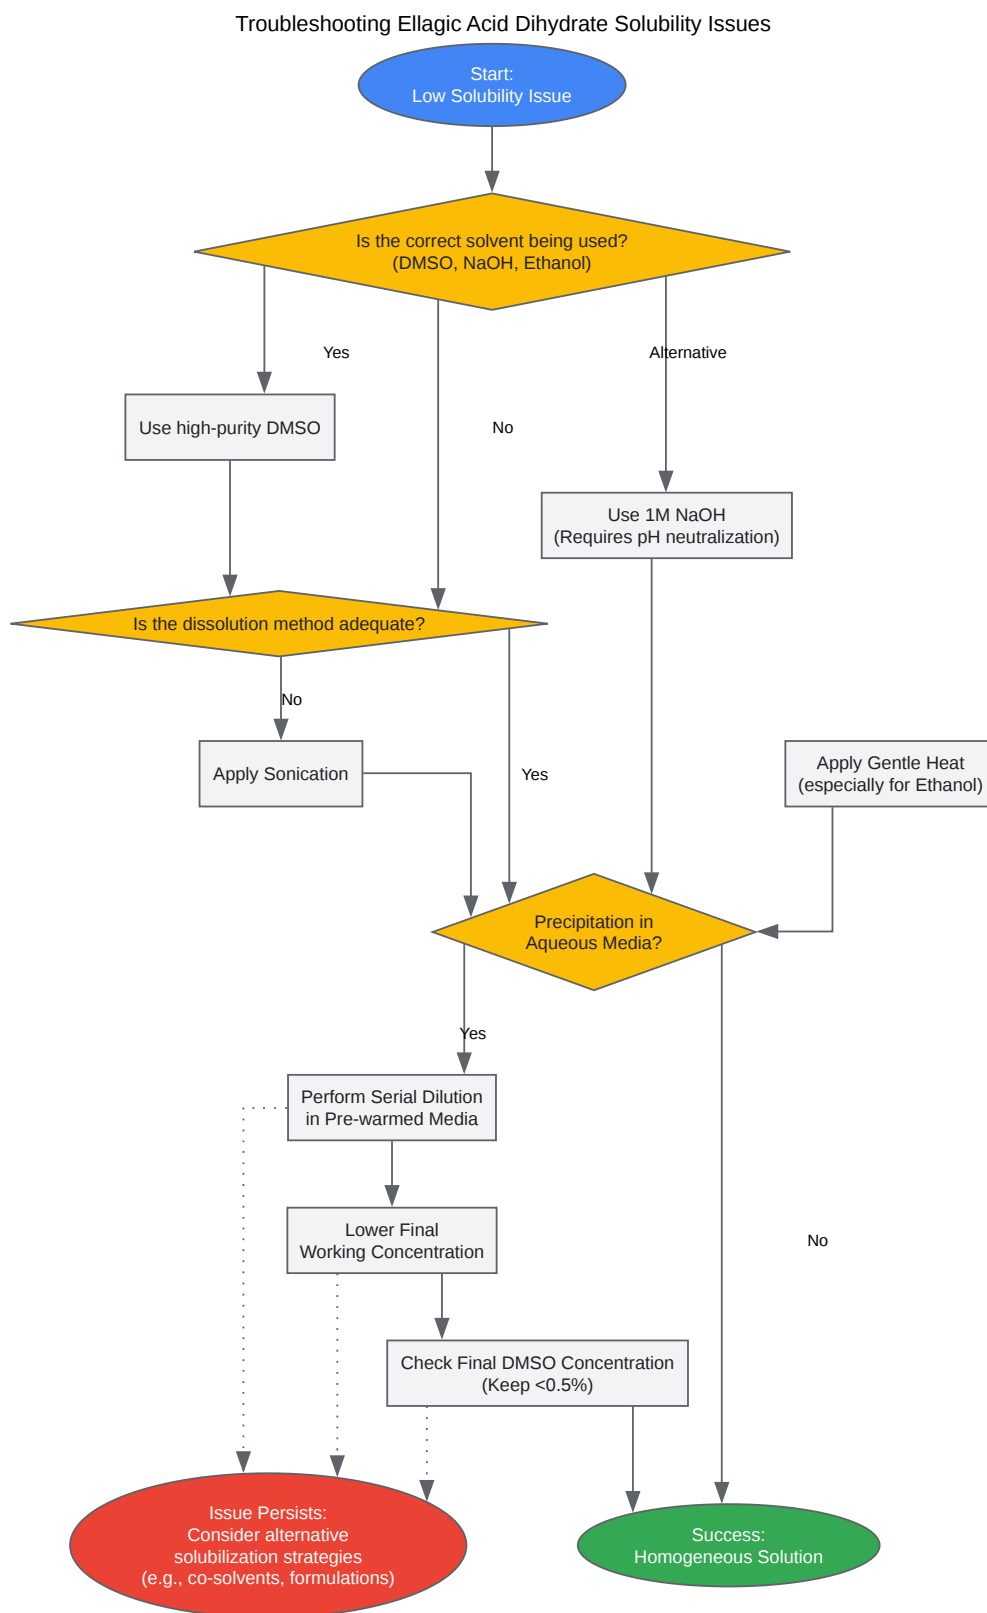 Troubleshooting Ellagic Acid Dihydrate Solubility Issues
Start:
Low Solubility Issue
Is the correct solvent being used?
(DMSO, NaOH, Ethanol)
Yes
Alternative
Use high-purity DMSO
No
Use 1M NaOH
(Requires pH neutralization)
Is the dissolution method adequate?
No
Apply Sonication
Yes
Apply Gentle Heat
(especially for Ethanol)
Precipitation in
Aqueous Media?
Yes
Perform Serial Dilution
in Pre-warmed Media
Lower Final
Working Concentration
No
Check Final DMSO Concentration
(Keep <0.5%)
Issue Persists:
Consider alternative
solubilization strategies
(e.g., co-solvents, formulations)
Success:
Homogeneous Solution